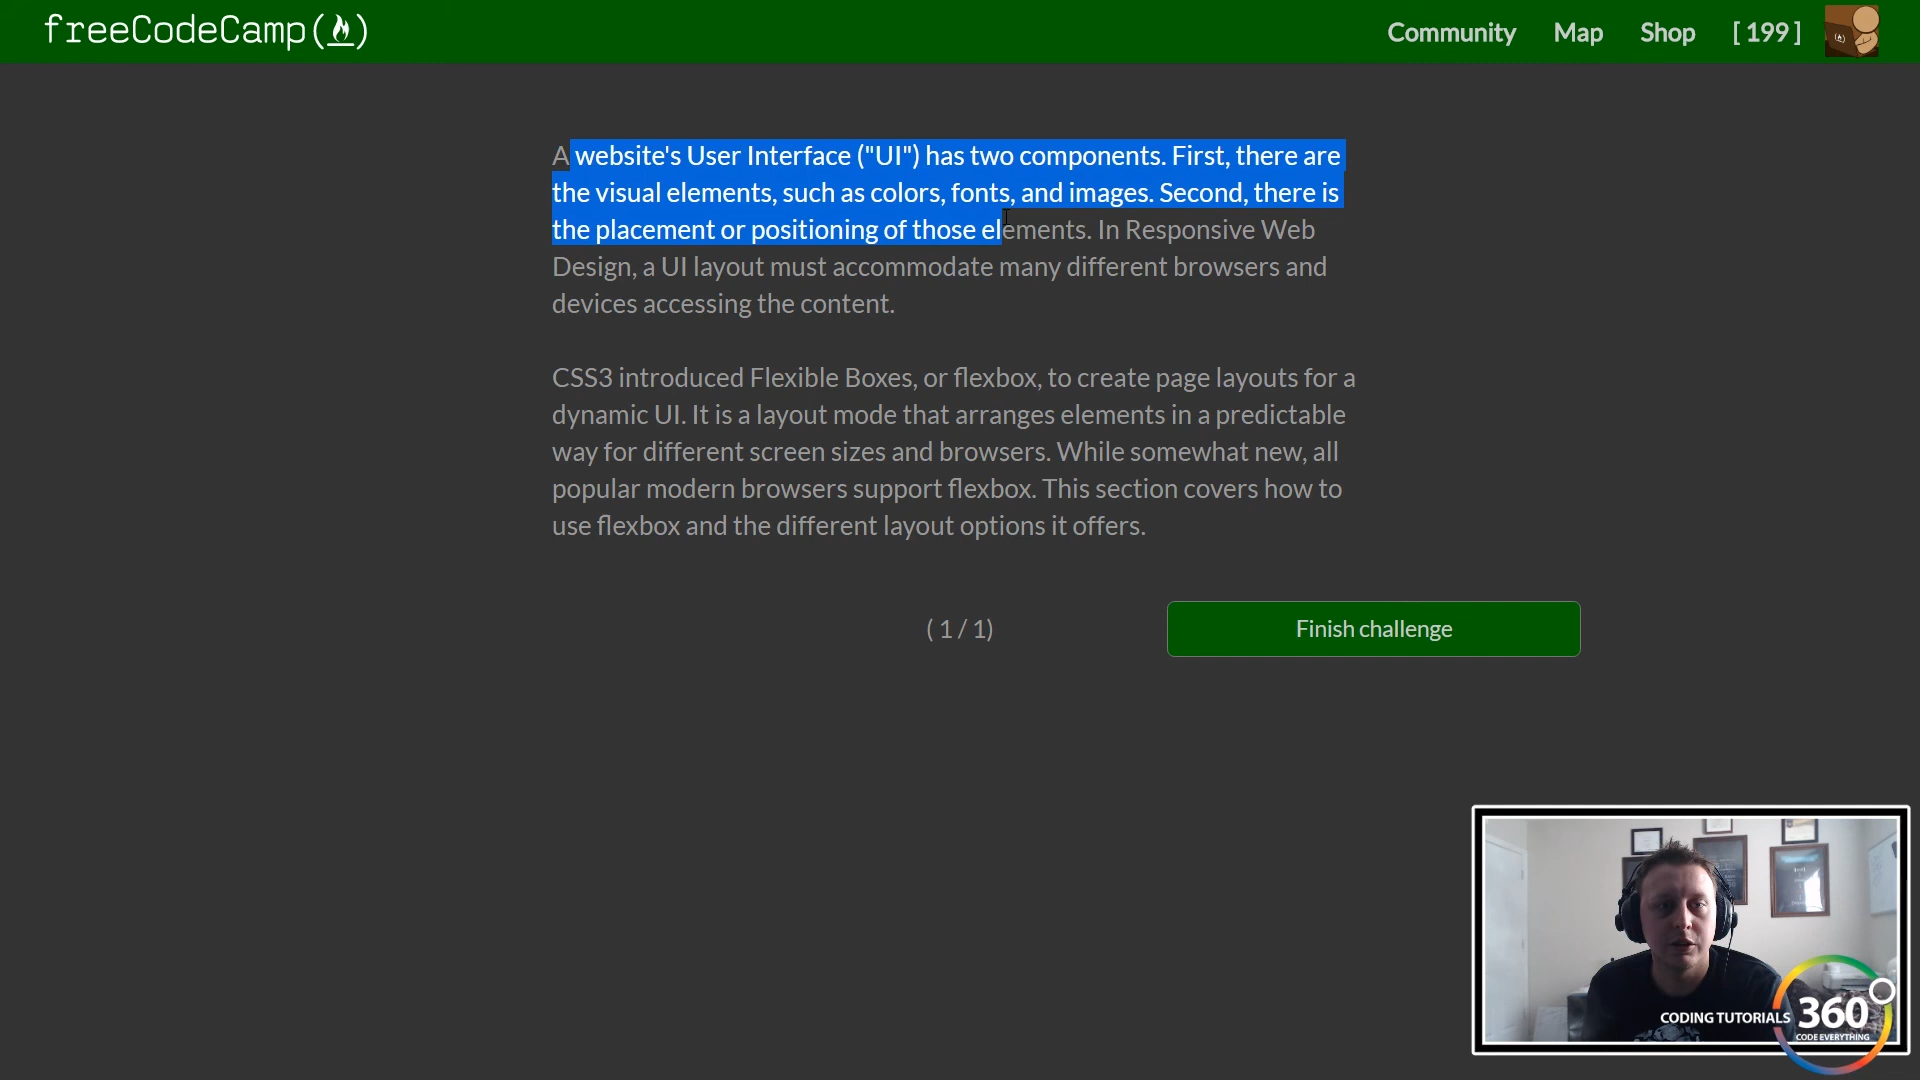 freeCodeCamp(
)
Community Map Shop [ 199 ]
A website's User Interface ("UI") has two components. First, there are
the visual elements, such as colors, fonts, and images. Second, there is
the placement or positioning of those elements. In Responsive Web
Design, a UI layout must accommodate many different browsers and
devices accessing the content.
CSS3 introduced Flexible Boxes, or flexbox, to create page layouts for a
dynamic UI. It is a layout mode that arranges elements in a predictable
way for different screen sizes and browsers. While somewhat new, all
popular modern browsers support flexbox. This section covers how to
use flexbox and the different layout options it offers.
( 1 / 1)
Finish challenge
CODING TUTORIALS 360
CODE EVERYTHING